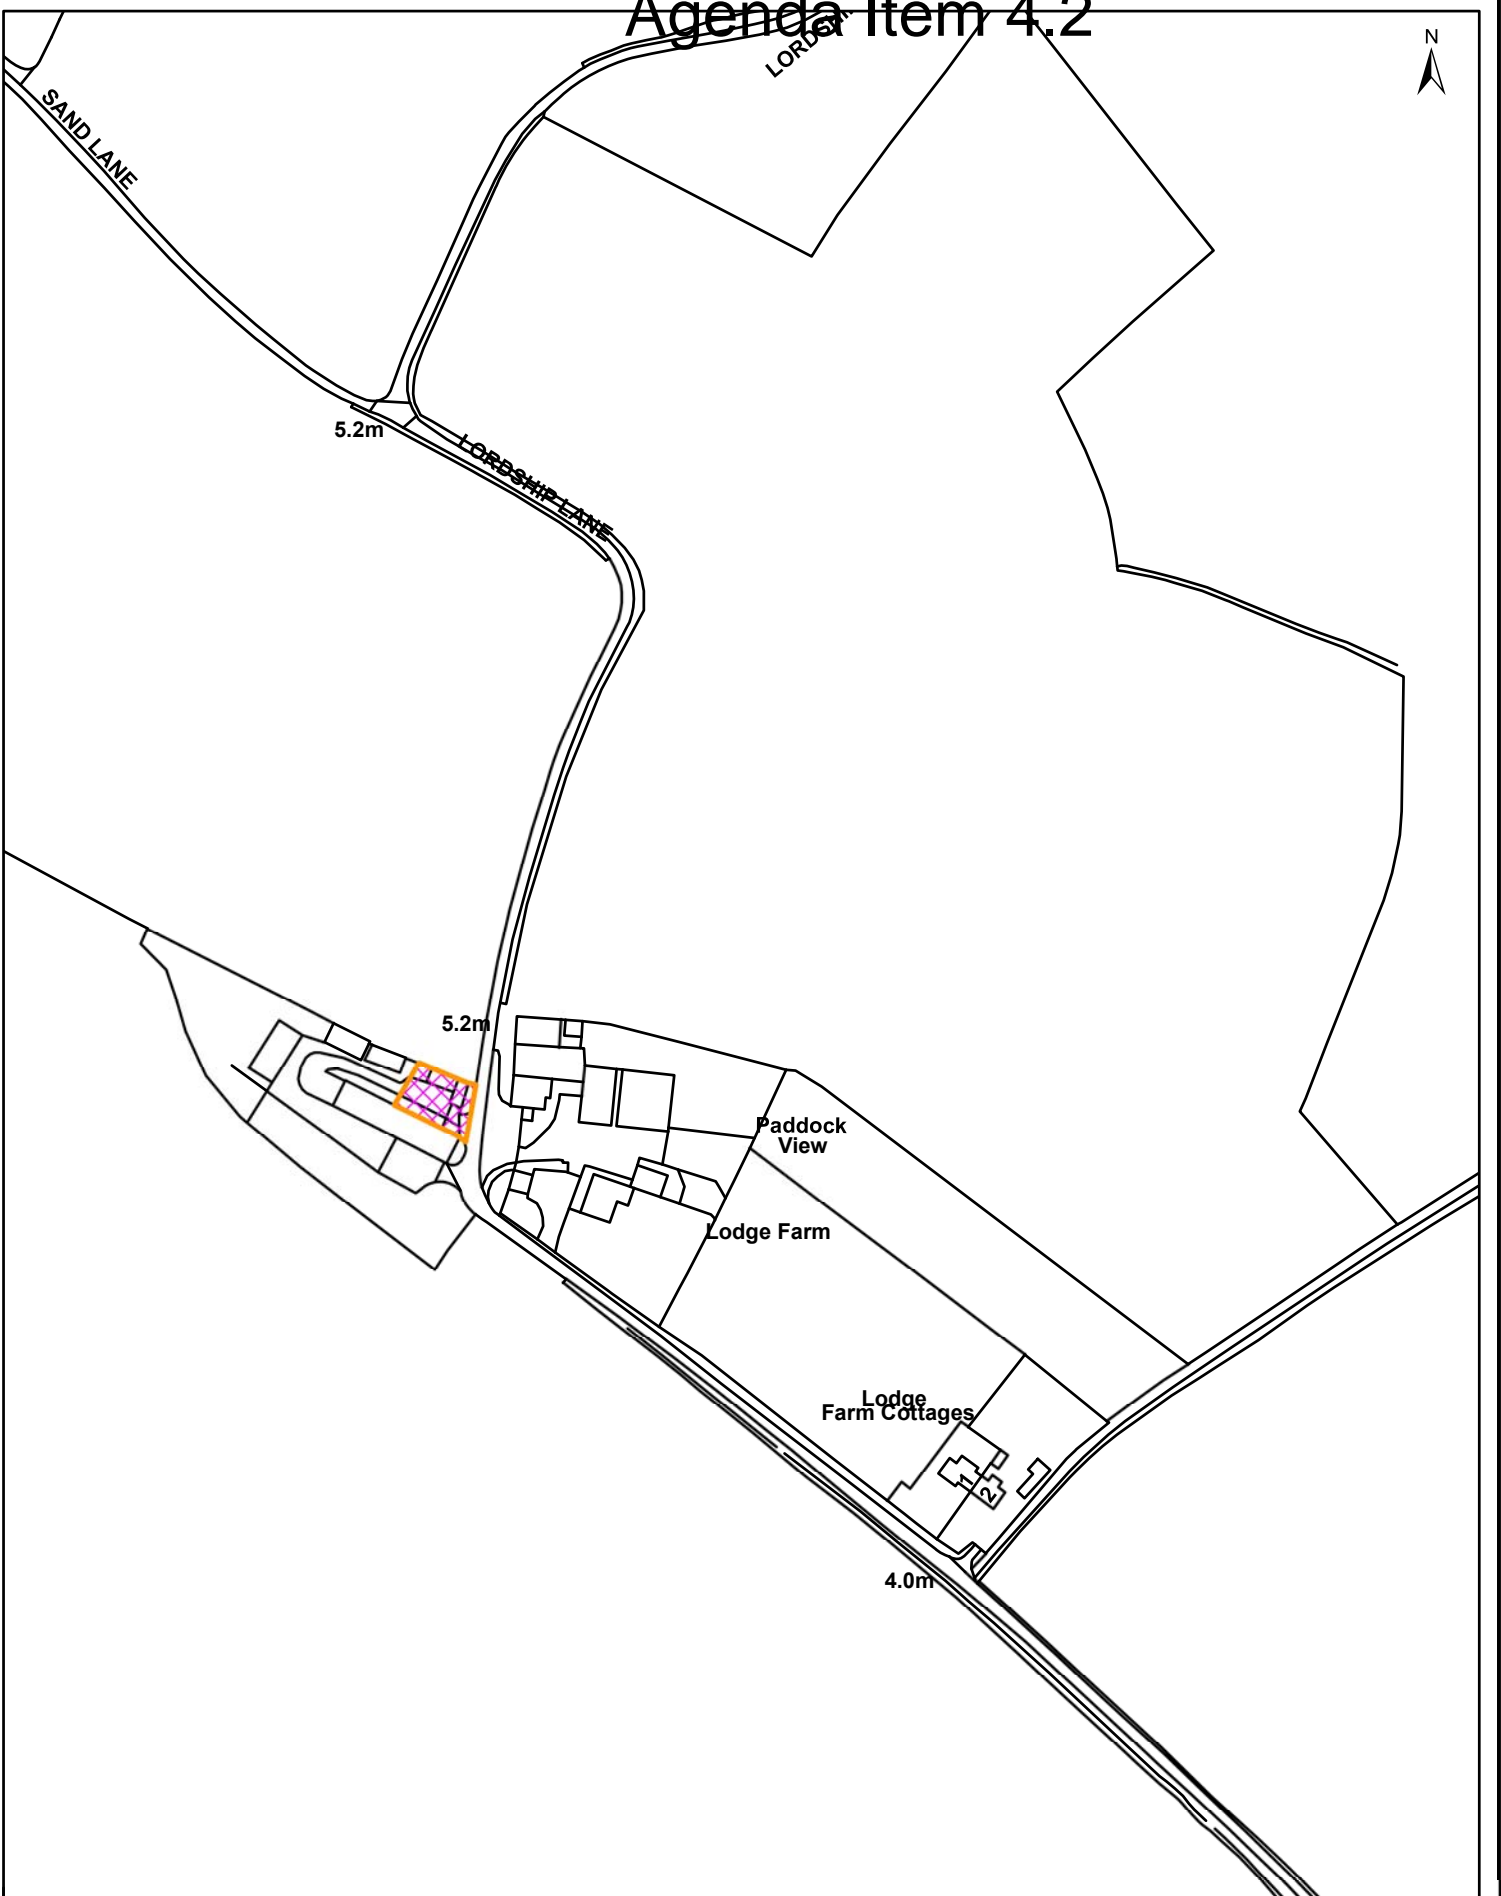 Agenda Item 4.2
N
SAND LANE
5.2m
LORDSHIP LANE
5.2m
Paddock
View
Lodge Farm
Lodge
Farm Cottages
1
2
4.0m